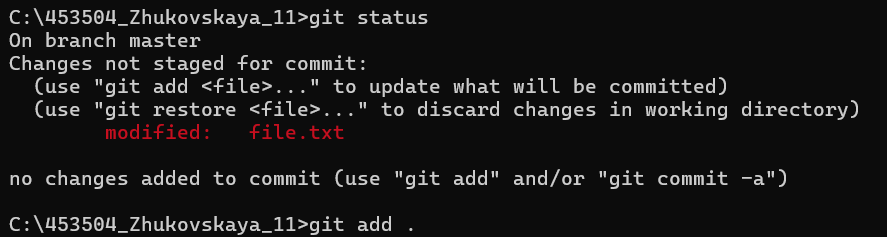 C:\453504_Zhukovskaya_11>git status
On branch master
Changes not staged for commit:
  (use "git add <file>..." to update what will be committed)
  (use "git restore <file>..." to discard changes in working directory)
        modified:   file.txt

no changes added to commit (use "git add" and/or "git commit -a")

C:\453504_Zhukovskaya_11>git add .